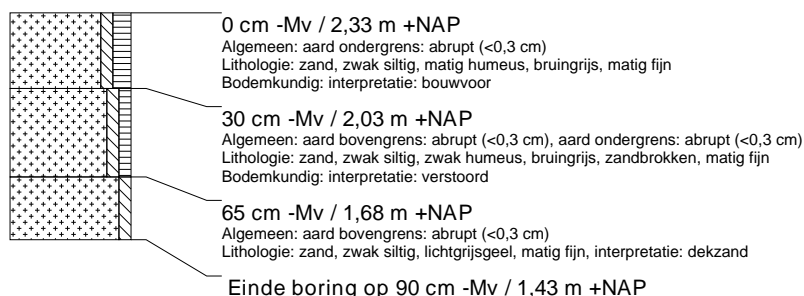 0 cm -Mv / 2,33 m +NAP
Algemeen: aard ondergrens: abrupt (<0,3 cm)
Lithologie: zand, zwak siltig, matig humeus, bruingrijs, matig fijn
Bodemkundig: interpretatie: bouwvoor
30 cm -Mv / 2,03 m +NAP
Algemeen: aard bovengrens: abrupt (<0,3 cm), aard ondergrens: abrupt (<0,3 cm)
Lithologie: zand, zwak siltig, zwak humeus, bruingrijs, zandbrokken, matig fijn
Bodemkundig: interpretatie: verstoord
65 cm -Mv / 1,68 m +NAP
Algemeen: aard bovengrens: abrupt (<0,3 cm)
Lithologie: zand, zwak siltig, lichtgrijsgeel, matig fijn, interpretatie: dekzand
Einde boring op 90 cm -Mv / 1,43 m +NAP